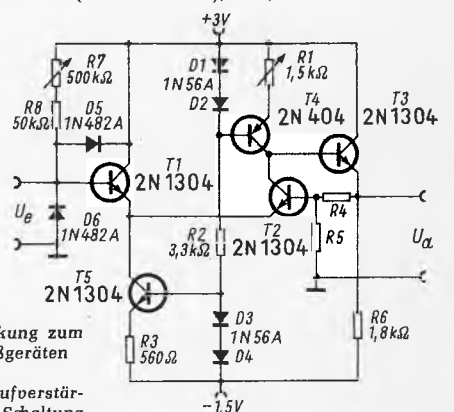 +3V
R7
500kΩ
R8
50kΩ
D5
1N482A
D1
1N56A
D2
R1
1,5kΩ
T4
2N404
T3
2N1304
T1
2N1304
Ue
D6
1N482A
R2
3,3kΩ
T2
2N1304
R4
R5
Ua
T5
2N1304
R3
560Ω
D3
1N56A
D4
R6
1,8kΩ
-1,5V
kung zum
ßgeräten
ufverstär-
Schaltung